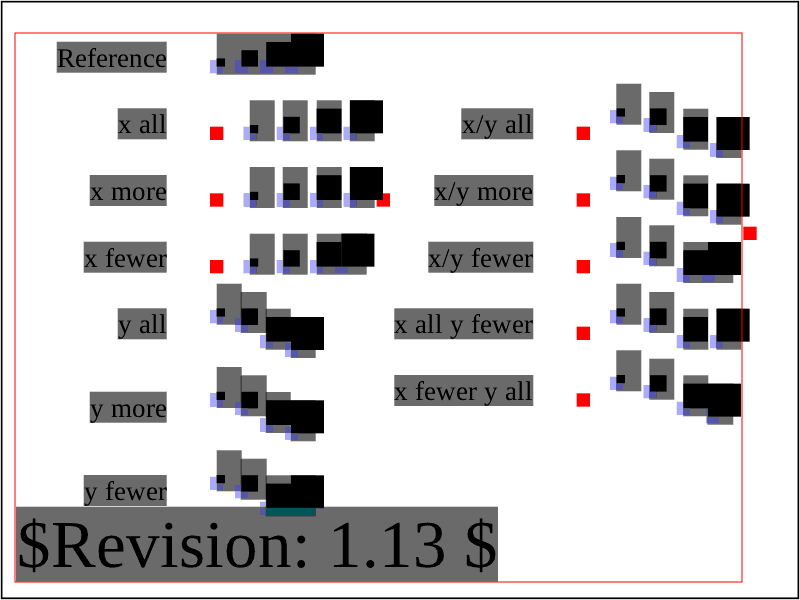 Reference
x all
x/y all
x more
x/y more
x fewer
x/y fewer
y all
x all y fewer
x fewer y all
y more
y fewer
$Revision: 1.13 $